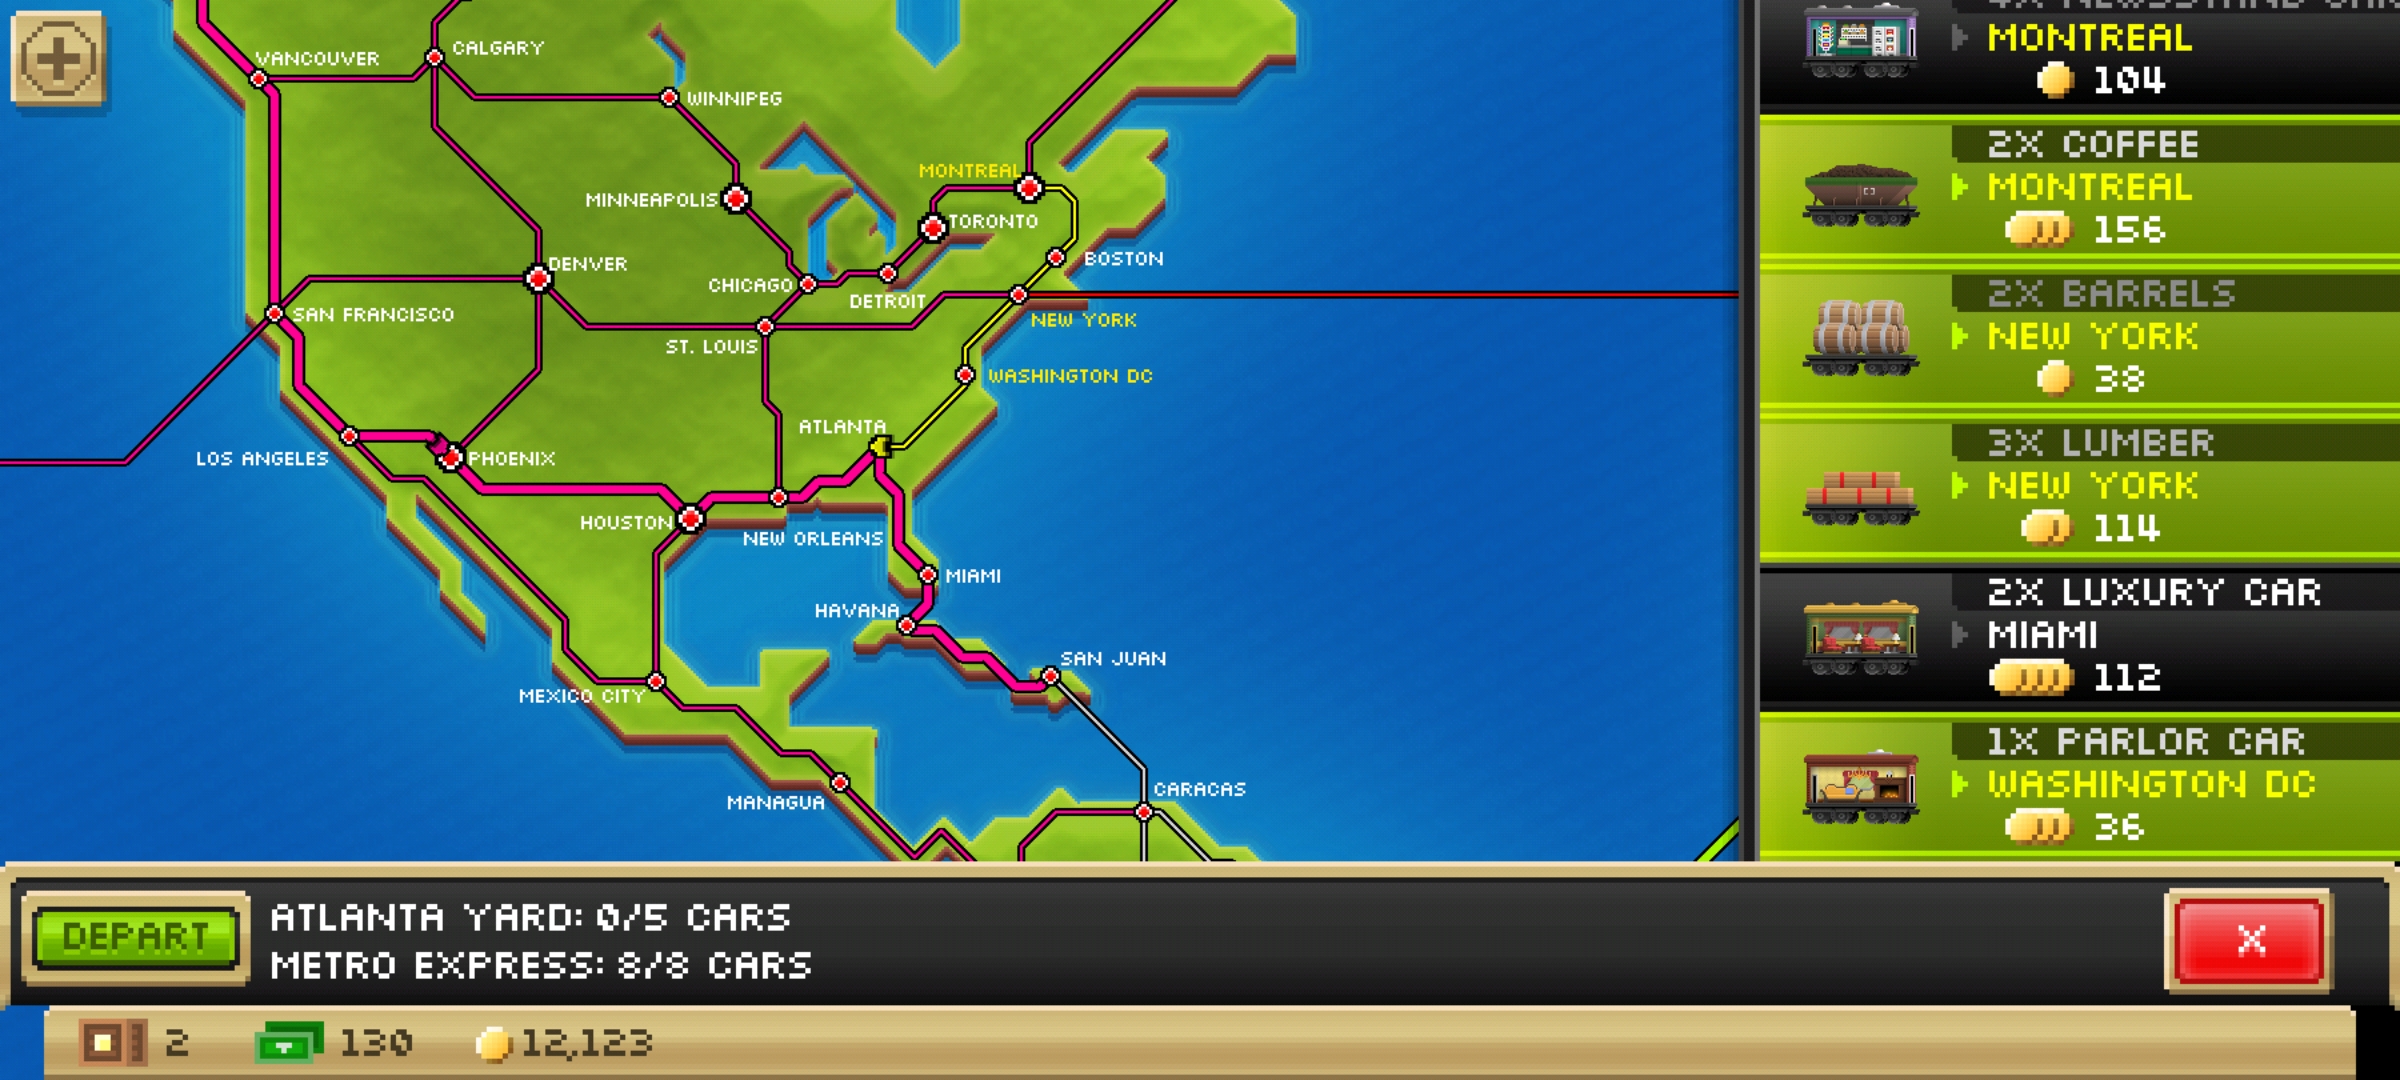 VANCOUVER
CALGARY
WINNIPEG
MINNEAPOLIS
MONTREAL
TORONTO
DENVER
CHICAGO
DETROIT
BOSTON
SAN FRANCISCO
NEW YORK
ST. LOUIS
WASHINGTON DC
ATLANTA
LOS ANGELES
PHOENIX
HOUSTON
NEW ORLEANS
MIAMI
HAVANA
SAN JUAN
MEXICO CITY
MANAGUA
CARACAS
4X NEWSSTAND CAR
MONTREAL
104
2X COFFEE
MONTREAL
156
2X BARRELS
NEW YORK
38
3X LUMBER
NEW YORK
114
2X LUXURY CAR
MIAMI
112
1X PARLOR CAR
WASHINGTON DC
36
DEPART
ATLANTA YARD: 0/5 CARS
METRO EXPRESS: 8/8 CARS
X
2
130
12,123